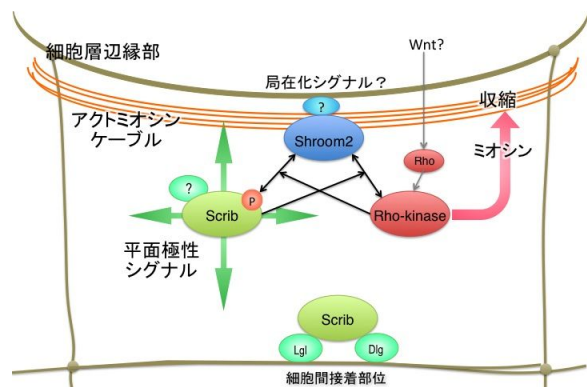 細胞層辺縁部
Wnt?
局在化シグナル？
?
収縮
アクトミオシン
ケーブル
Shroom2
ミオシン
Rho
?
P
Scrib
Rho-kinase
平面極性
シグナル
Scrib
Lgl
Dlg
細胞間接着部位